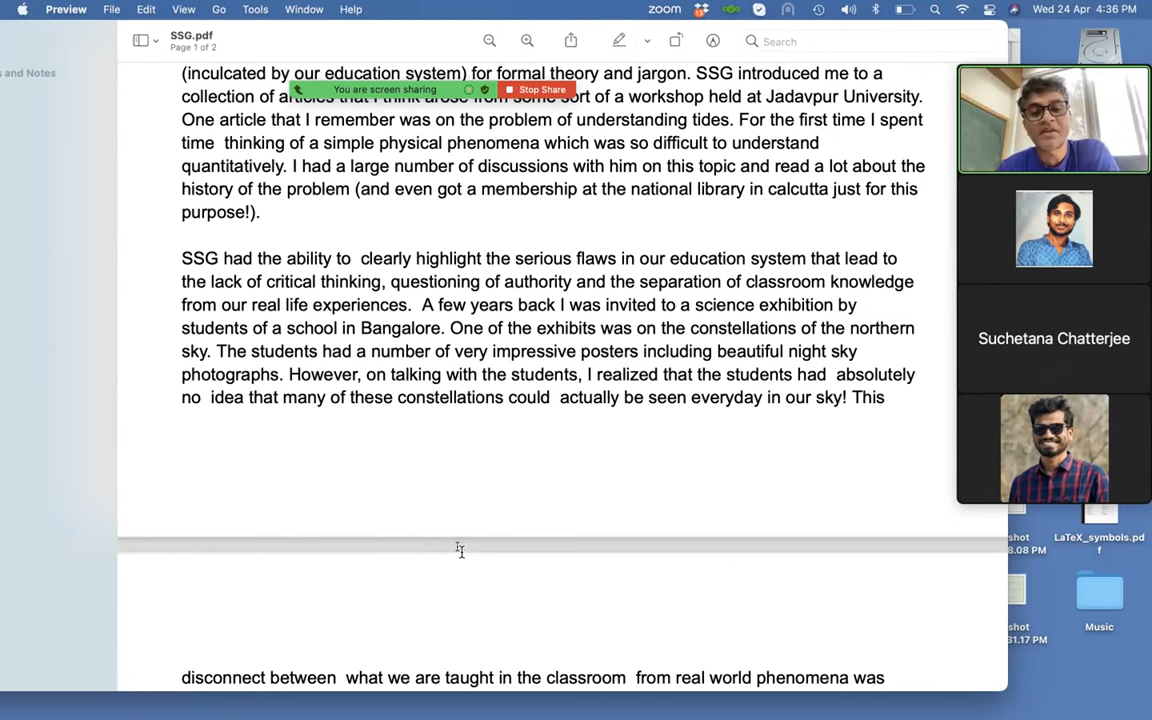 Preview File Edit View Go Tools Window Help zoom Wed 24 Apr 4:36 PM
SSG.pdf
Page 1 of 2
Search
s and Notes
You are screen sharing Stop Share
(inculcated by our education system) for formal theory and jargon. SSG introduced me to a
collection of articles that I think arose from some sort of a workshop held at Jadavpur University.
One article that I remember was on the problem of understanding tides. For the first time I spent
time thinking of a simple physical phenomena which was so difficult to understand
quantitatively. I had a large number of discussions with him on this topic and read a lot about the
history of the problem (and even got a membership at the national library in calcutta just for this
purpose!).
SSG had the ability to clearly highlight the serious flaws in our education system that lead to
the lack of critical thinking, questioning of authority and the separation of classroom knowledge
from our real life experiences. A few years back I was invited to a science exhibition by
students of a school in Bangalore. One of the exhibits was on the constellations of the northern
sky. The students had a number of very impressive posters including beautiful night sky
photographs. However, on talking with the students, I realized that the students had absolutely
no idea that many of these constellations could actually be seen everyday in our sky! This
disconnect between what we are taught in the classroom from real world phenomena was
Suchetana Chatterjee
shot
8.08 PM
LaTeX_symbols.pd
f
shot
31.17 PM
Music